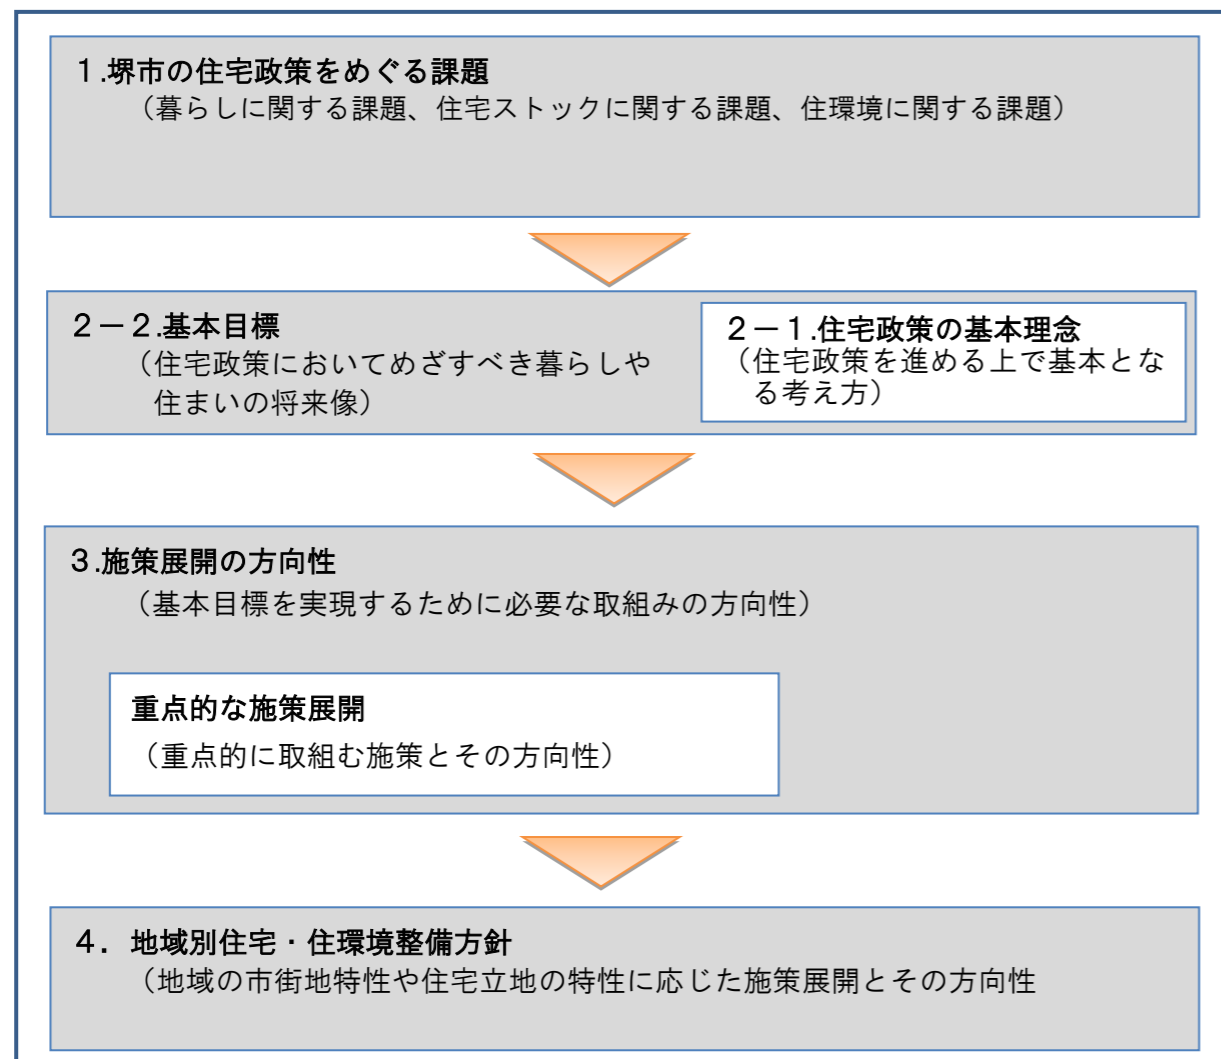 １.堺市の住宅政策をめぐる課題
（暮らしに関する課題、住宅ストックに関する課題、住環境に関する課題）
２－２.基本目標
（住宅政策においてめざすべき暮らしや
住まいの将来像）
２－１.住宅政策の基本理念
（住宅政策を進める上で基本とな
る考え方）
３.施策展開の方向性
（基本目標を実現するために必要な取組みの方向性）
重点的な施策展開
（重点的に取組む施策とその方向性）
４．地域別住宅・住環境整備方針
（地域の市街地特性や住宅立地の特性に応じた施策展開とその方向性